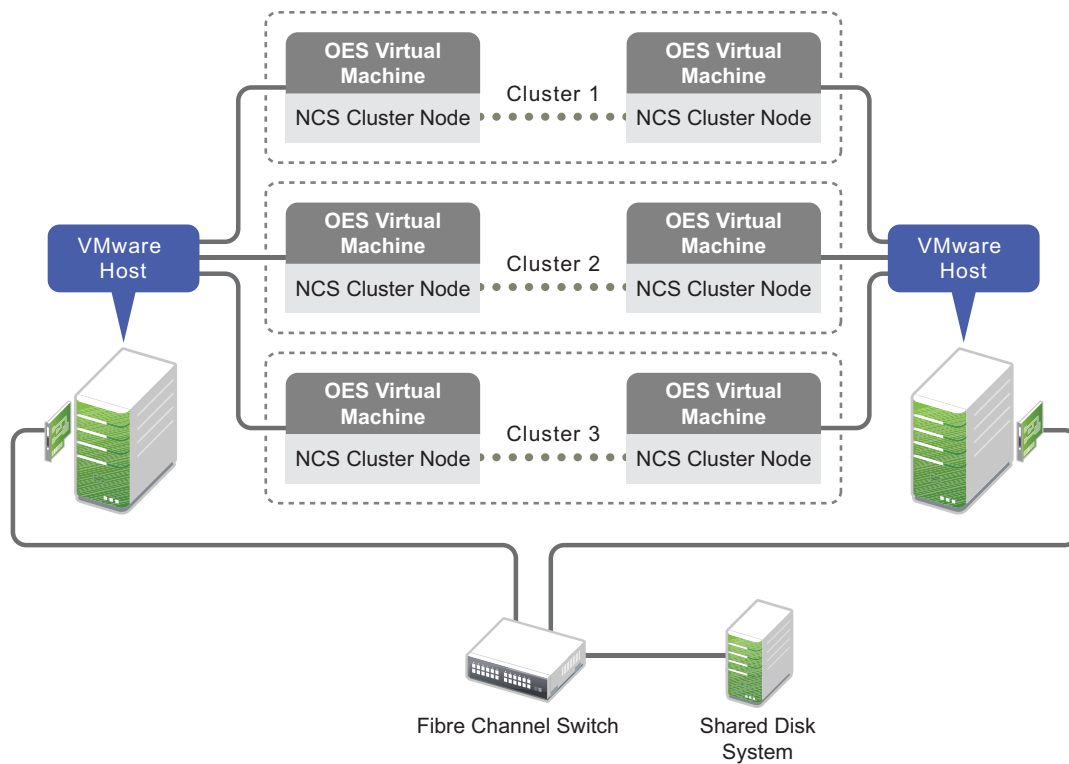 OES Virtual
Machine
NCS Cluster Node
Cluster 1
OES Virtual
Machine
NCS Cluster Node
VMware
Host
OES Virtual
Machine
NCS Cluster Node
Cluster 2
OES Virtual
Machine
NCS Cluster Node
VMware
Host
OES Virtual
Machine
NCS Cluster Node
Cluster 3
OES Virtual
Machine
NCS Cluster Node
Fibre Channel Switch
Shared Disk
System